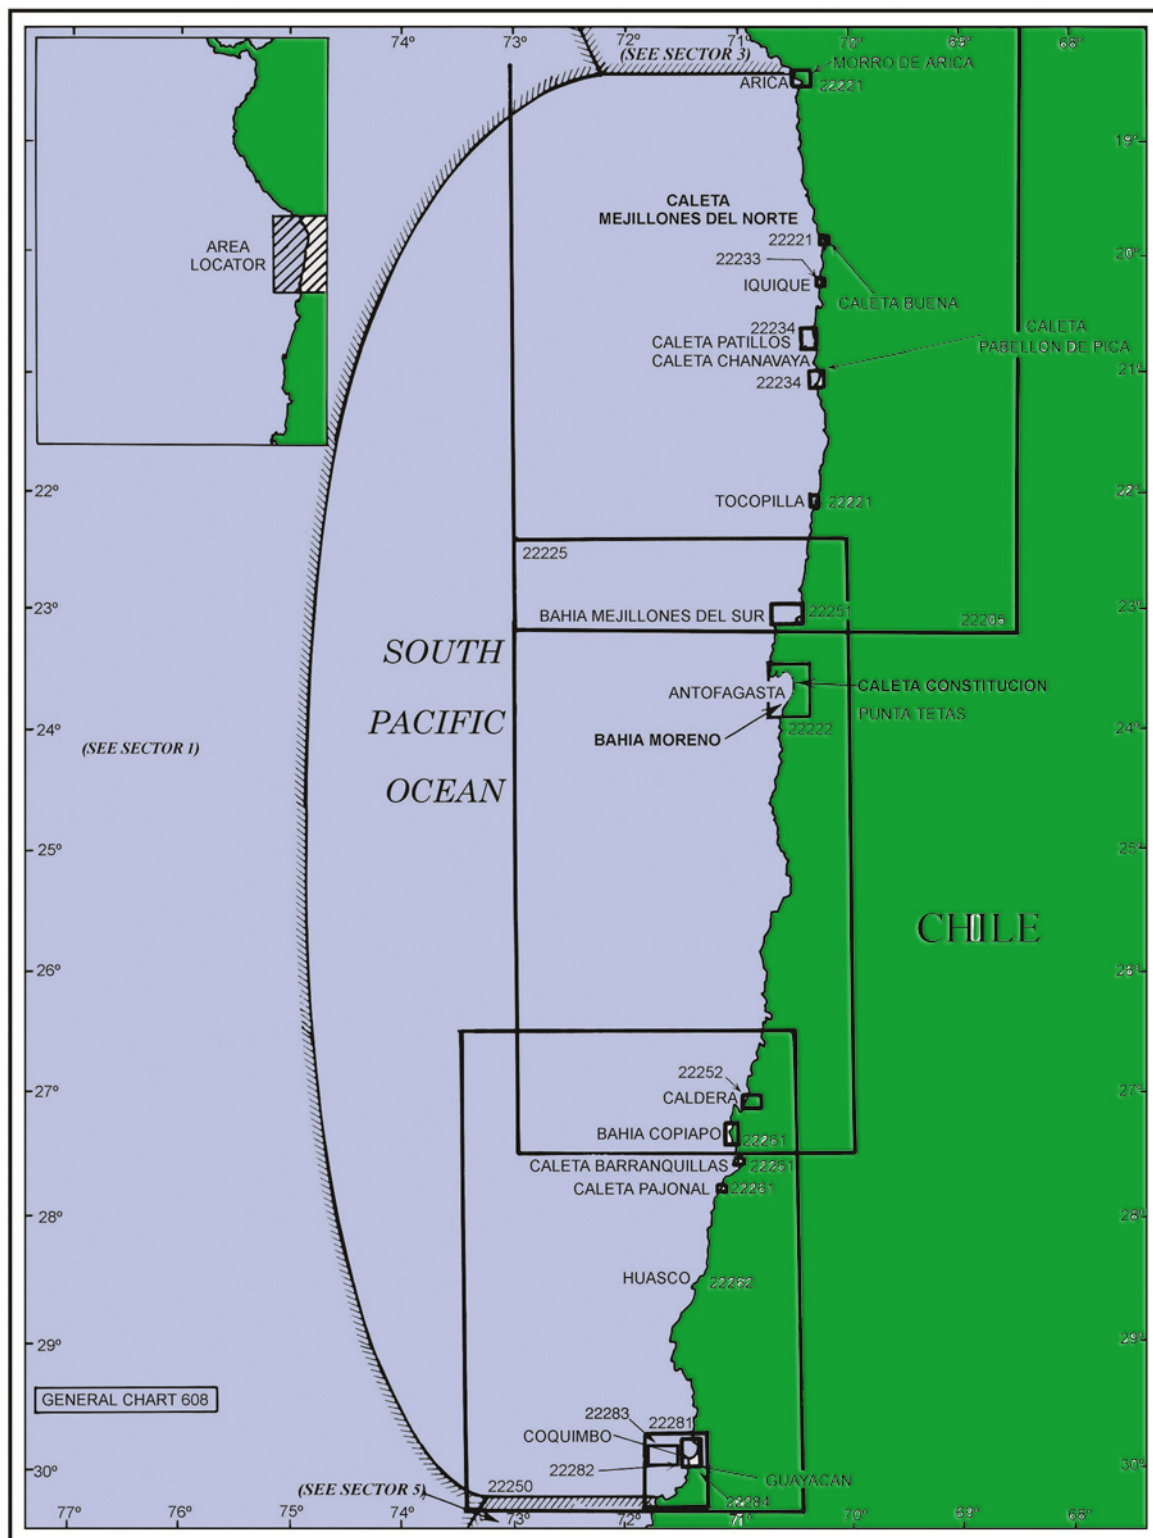 74°
73°
72°
71°
70°
69°
68°
(SEE SECTOR 3)
MORRO DE ARICA
ARICA
22221
19°
CALETA
MEJILLONES DEL NORTE
AREA
LOCATOR
22221
20°
22233
IQUIQUE
CALETA BUENA
22234
CALETA
CALETA PATILLOS
PABELLON DE PICA
CALETA CHANAVAYA
21°
22234
22°
TOCOPILLA
22221
22°
22225
23°
BAHIA MEJILLONES DEL SUR
22251
22206
23°
SOUTH
ANTOFAGASTA
CALETA CONSTITUCION
PACIFIC
PUNTA TETAS
24°
(SEE SECTOR 1)
BAHIA MORENO
22222
24°
OCEAN
25°
25°
CHILE
26°
26°
22252
27°
CALDERA
27°
BAHIA COPIAPO
22261
CALETA BARRANQUILLAS
22261
CALETA PAJONAL
22261
28°
28°
HUASCO
22262
29°
29°
GENERAL CHART 608
22283
22281
COQUIMBO
30°
22282
GUAYACAN
30°
(SEE SECTOR 5)
22250
22284
77°
76°
75°
74°
73°
72°
71°
70°
69°
68°